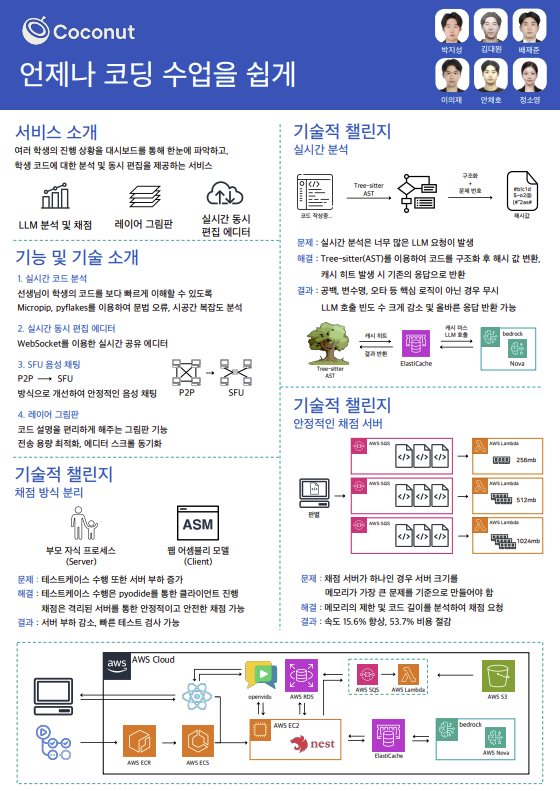 Coconut
언제나 코딩 수업을 쉽게
박지성
김대원
배재준
이의재
안채호
정소영
서비스 소개
여러 학생의 진행 상황을 대시보드를 통해 한눈에 파악하고,
학생 코드에 대한 분석 및 동시 편집을 제공하는 서비스
LLM 분석 및 채점
레이어 그림판
실시간 동시
편집 에디터
기능 및 기술 소개
1. 실시간 코드 분석
선생님이 학생의 코드를 보다 빠르게 이해할 수 있도록
Micropip, pyflakes를 이용하여 문법 오류, 시공간 복잡도 분석
2. 실시간 동시 편집 에디터
WebSocket를 이용한 실시간 공유 에디터
3. SFU 음성 채팅
P2P → SFU
방식으로 개선하여 안정적인 음성 채팅
P2P
SFU
4. 레이어 그림판
코드 설명을 편리하게 해주는 그림판 기능
전송 용량 최적화, 에디터 스크롤 동기화
기술적 챌린지
채점 방식 분리
부모 자식 프로세스
(Server)
ASM
웹 어셈블리 모델
(Client)
문제 : 테스트케이스 수행 또한 서버 부하 증가
해결 : 테스트케이스 수행은 pyodide를 통한 클라이언트 진행
채점은 격리된 서버를 통한 안정적이고 안전한 채점 가능
결과 : 서버 부하 감소, 빠른 테스트 검사 가능
기술적 챌린지
실시간 분석
코드 작성중...
Tree-sitter
AST
구조화
+
문제 번호
#b!c1d
$-o2@
(#"2as#
해시값
문제 : 실시간 분석은 너무 많은 LLM 요청이 발생
해결 : Tree-sitter(AST)를 이용하여 코드를 구조화 후 해시 값 변환,
캐시 히트 발생 시 기존의 응답으로 반환
결과 : 공백, 변수명, 오타 등 핵심 로직이 아닌 경우 무시
LLM 호출 빈도 수 크게 감소 및 올바른 응답 반환 가능
Tree-sitter
AST
캐시 히트
결과 반환
ElastiCache
캐시 미스
LLM 호출
bedrock
Nova
기술적 챌린지
안정적인 채점 서버
판별
AWS SQS
AWS Lambda
256mb
AWS SQS
AWS Lambda
512mb
AWS SQS
AWS Lambda
1024mb
문제 : 채점 서버가 하나인 경우 서버 크기를
메모리가 가장 큰 문제를 기준으로 만들어야 함
해결 : 메모리의 제한 및 코드 길이를 분석하여 채점 요청
결과 : 속도 15.6% 향상, 53.7% 비용 절감
aws
AWS Cloud
openvidu
AWS RDS
AWS SQS
AWS Lambda
AWS S3
AWS ECR
AWS ECS
AWS EC2
nest
ElastiCache
bedrock
AWS Nova